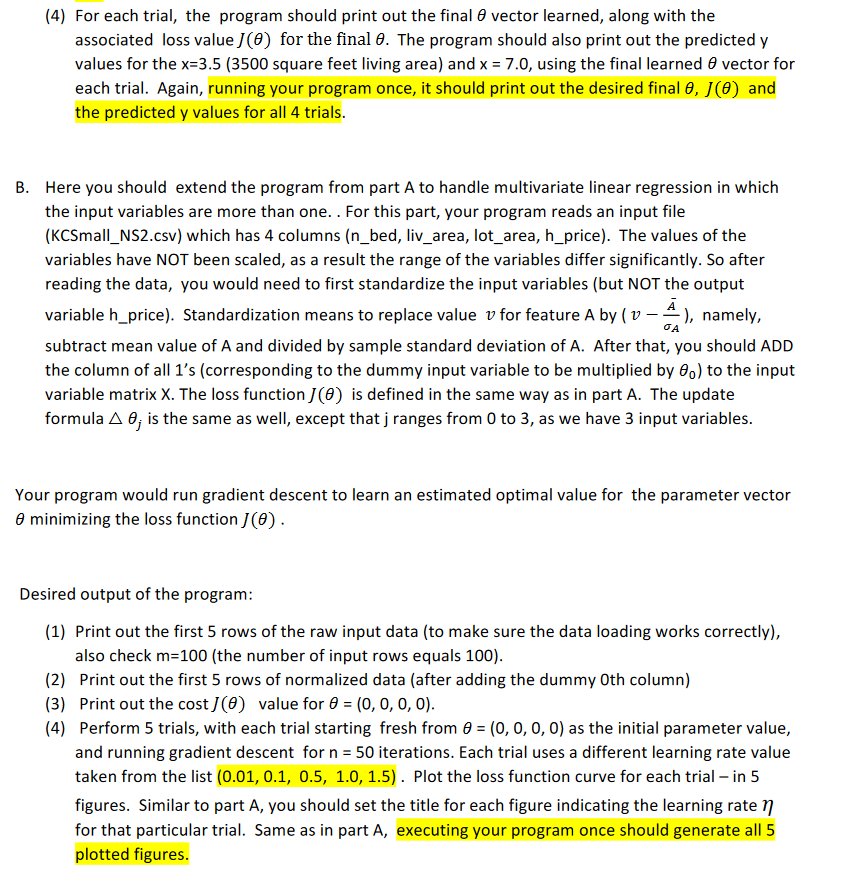 (4) For each trial, the program should print out the final θ vector learned, along with the
associated loss value J(θ) for the final θ. The program should also print out the predicted y
values for the x=3.5 (3500 square feet living area) and x = 7.0, using the final learned θ vector for
each trial. Again, running your program once, it should print out the desired final θ, J(θ) and
the predicted y values for all 4 trials.
B. Here you should extend the program from part A to handle multivariate linear regression in which
the input variables are more than one. . For this part, your program reads an input file
(KCSmall_NS2.csv) which has 4 columns (n_bed, liv_area, lot_area, h_price). The values of the
variables have NOT been scaled, as a result the range of the variables differ significantly. So after
reading the data, you would need to first standardize the input variables (but NOT the output
variable h_price). Standardization means to replace value v for feature A by ( v − Ā/σ_A ), namely,
subtract mean value of A and divided by sample standard deviation of A. After that, you should ADD
the column of all 1's (corresponding to the dummy input variable to be multiplied by θ₀) to the input
variable matrix X. The loss function J(θ) is defined in the same way as in part A. The update
formula △ θⱼ is the same as well, except that j ranges from 0 to 3, as we have 3 input variables.
Your program would run gradient descent to learn an estimated optimal value for the parameter vector
θ minimizing the loss function J(θ) .
Desired output of the program:
(1) Print out the first 5 rows of the raw input data (to make sure the data loading works correctly),
also check m=100 (the number of input rows equals 100).
(2) Print out the first 5 rows of normalized data (after adding the dummy 0th column)
(3) Print out the cost J(θ) value for θ = (0, 0, 0, 0).
(4) Perform 5 trials, with each trial starting fresh from θ = (0, 0, 0, 0) as the initial parameter value,
and running gradient descent for n = 50 iterations. Each trial uses a different learning rate value
taken from the list (0.01, 0.1, 0.5, 1.0, 1.5) . Plot the loss function curve for each trial – in 5
figures. Similar to part A, you should set the title for each figure indicating the learning rate η
for that particular trial. Same as in part A, executing your program once should generate all 5
plotted figures.